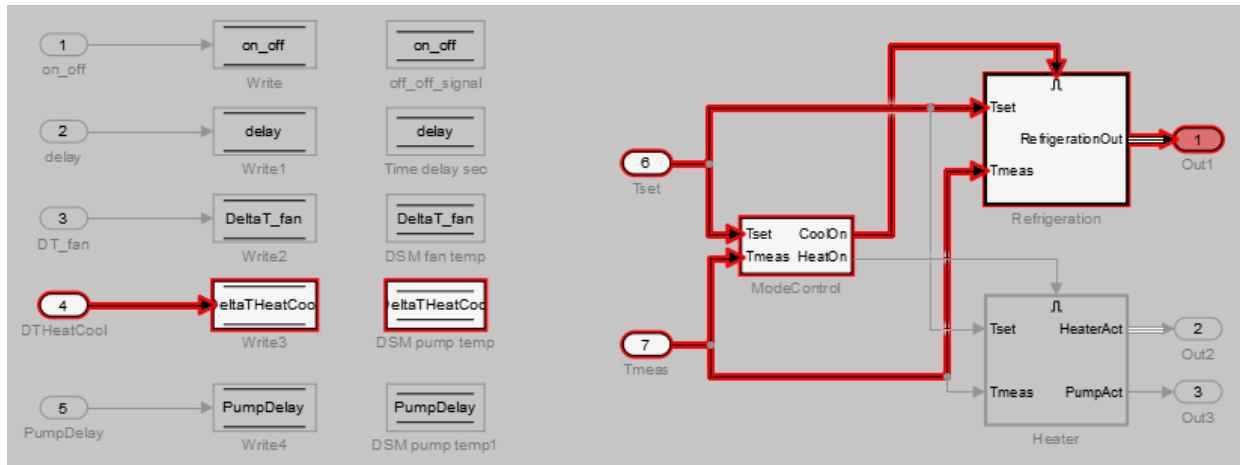 1
on_off
on_off
Write
on_off
off_off_signal
2
delay
delay
Write1
delay
Time delay sec
3
DT_fan
DeltaT_fan
Write2
DeltaT_fan
DSM fan temp
4
DTHeatCool
eltaTHeatCoo
Write3
eltaTHeatCoo
DSM pump temp
5
PumpDelay
PumpDelay
Write4
PumpDelay
DSM pump temp1
6
Tset
7
Tmeas
Tset CoolOn
Tmeas HeatOn
ModeControl
Tset
RefrigerationOut
Tmeas
Refrigeration
1
Out1
Tset HeaterAct
Tmeas PumpAct
Heater
2
Out2
3
Out3